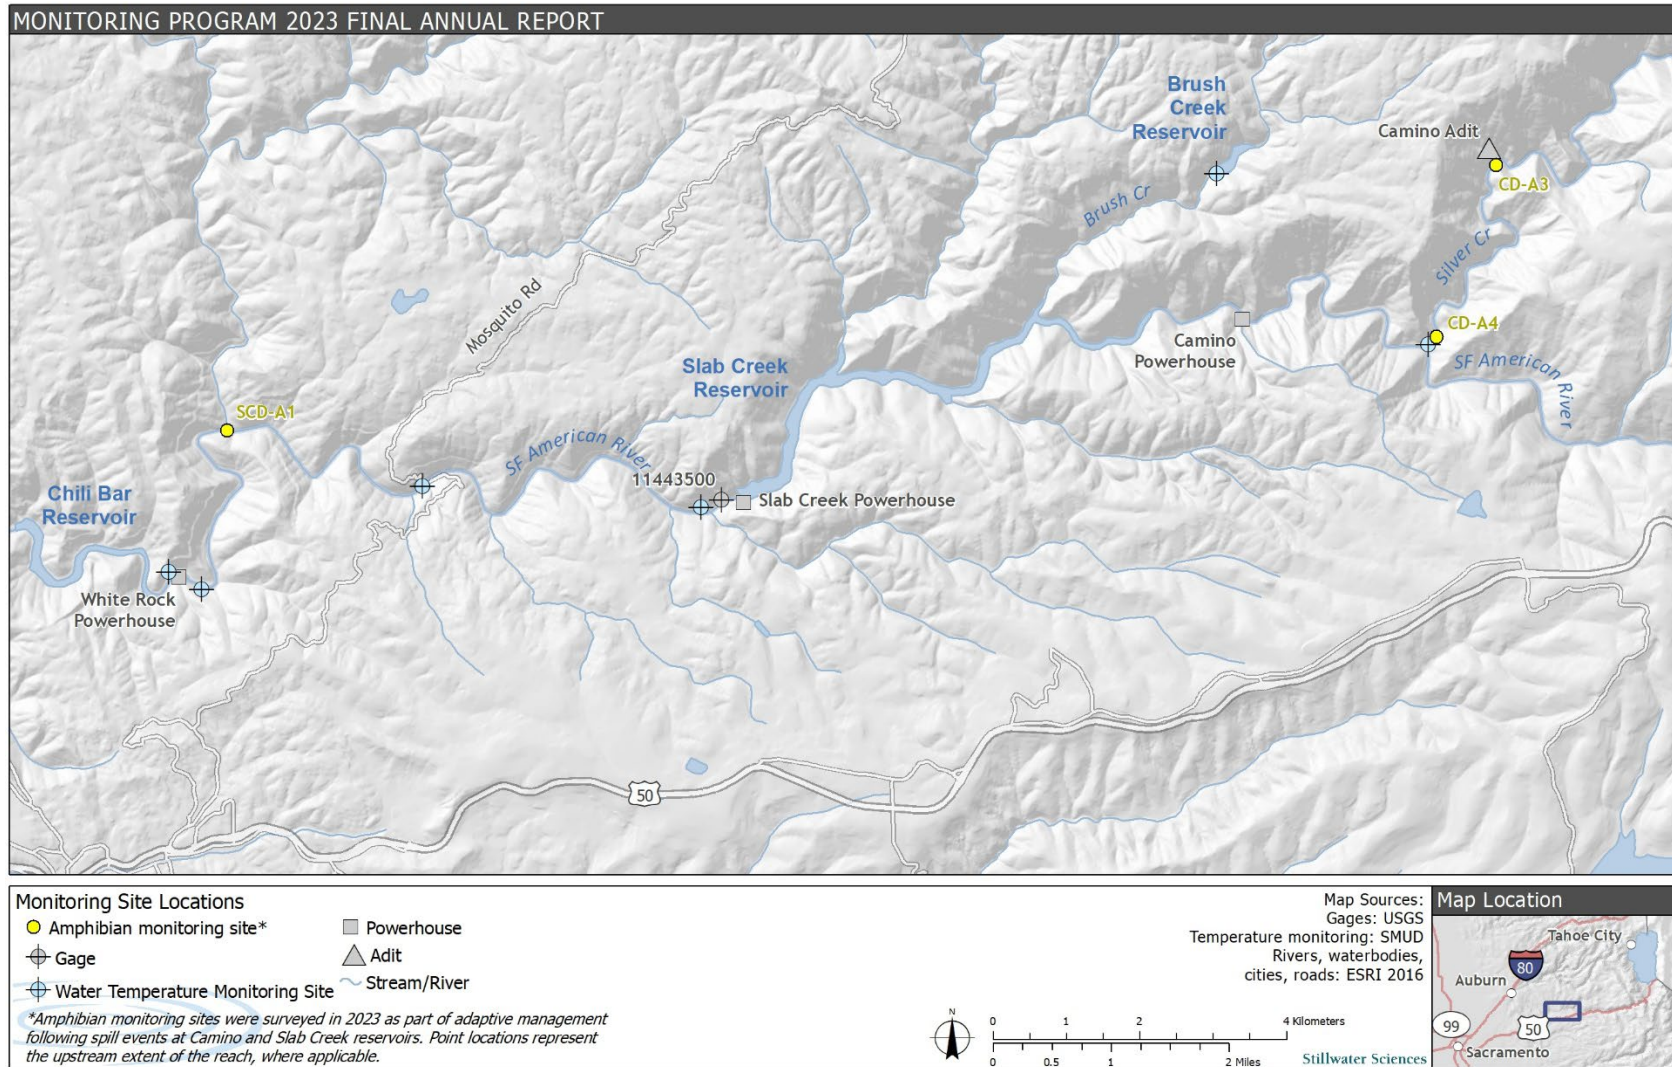 MONITORING PROGRAM 2023 FINAL ANNUAL REPORT
Brush
Creek
Reservoir
Camino Adit
CD-A3
Brush Cr
Silver Cr
Mosquito Rd
CD-A4
Camino
Powerhouse
Slab Creek
Reservoir
SF American
River
SCD-A1
SF American River
11443500
Slab Creek Powerhouse
Chili Bar
Reservoir
White Rock
Powerhouse
50
Monitoring Site Locations
Amphibian monitoring site*
Gage
Water Temperature Monitoring Site
Powerhouse
Adit
Stream/River
*Amphibian monitoring sites were surveyed in 2023 as part of adaptive management
following spill events at Camino and Slab Creek reservoirs. Point locations represent
the upstream extent of the reach, where applicable.
N
0 1 2 4 Kilometers
0 0.5 1 2 Miles
Map Sources:
Gages: USGS
Temperature monitoring: SMUD
Rivers, waterbodies,
cities, roads: ESRI 2016
Stillwater Sciences
Map Location
Tahoe City
80
Auburn
99
50
Sacramento